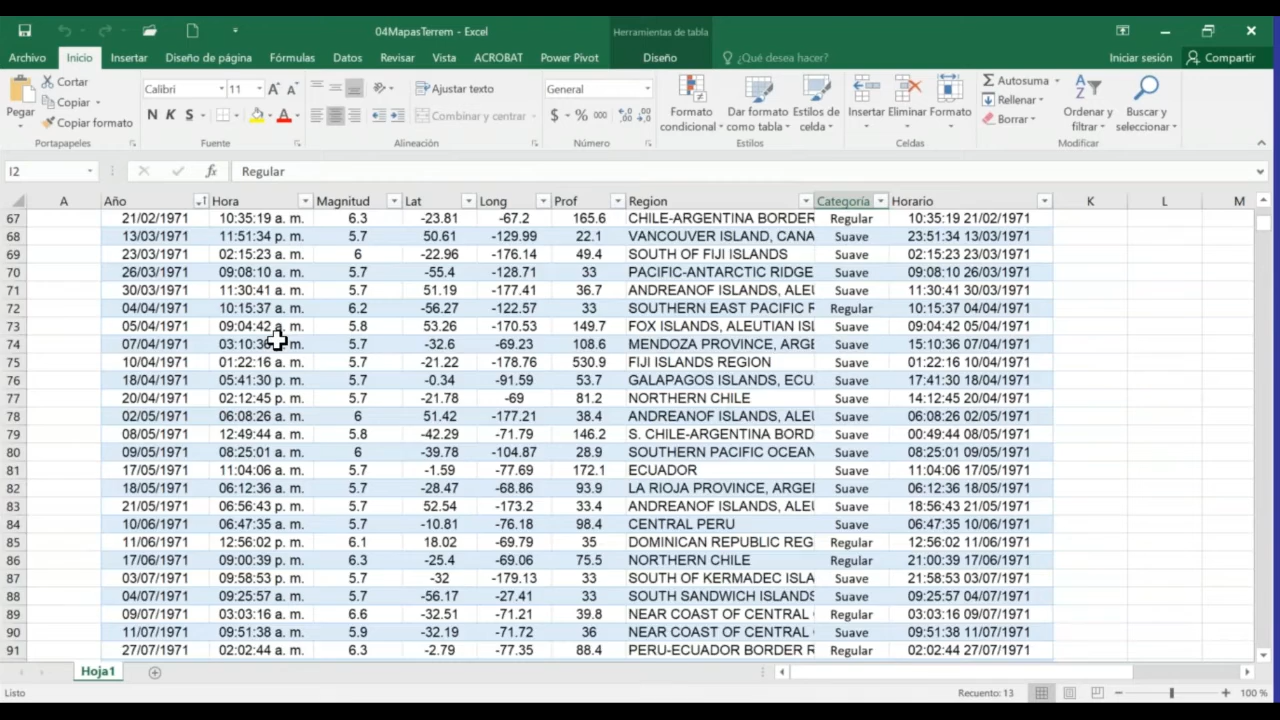 04MapasTerrem - Excel
Herramientas de tabla
Archivo Inicio Insertar Diseño de página Fórmulas Datos Revisar Vista ACROBAT Power Pivot Diseño ¿Qué desea hacer? Iniciar sesión Compartir
Pegar
Cortar
Copiar
Copiar formato
Portapapeles
Calibri 11
N K S
Fuente
Ajustar texto
Combinar y centrar
Alineación
General
$ % 000
Número
Formato condicional
Dar formato como tabla
Estilos de celda
Estilos
Insertar Eliminar Formato
Celdas
Autosuma
Rellenar
Borrar
Ordenar y filtrar
Buscar y seleccionar
Modificar
I2 fx Regular
A Año Hora Magnitud Lat Long Prof Region Categoría Horario K L M
67 21/02/1971 10:35:19 a. m. 6.3 -23.81 -67.2 165.6 CHILE-ARGENTINA BORDER Regular 10:35:19 21/02/1971
68 13/03/1971 11:51:34 p. m. 5.7 50.61 -129.99 22.1 VANCOUVER ISLAND, CANA Suave 23:51:34 13/03/1971
69 23/03/1971 02:15:23 a. m. 6 -22.96 -176.14 49.4 SOUTH OF FIJI ISLANDS Suave 02:15:23 23/03/1971
70 26/03/1971 09:08:10 a. m. 5.7 -55.4 -128.71 33 PACIFIC-ANTARCTIC RIDGE Suave 09:08:10 26/03/1971
71 30/03/1971 11:30:41 a. m. 5.7 51.19 -177.41 36.7 ANDREANOF ISLANDS, ALEU Suave 11:30:41 30/03/1971
72 04/04/1971 10:15:37 a. m. 6.2 -56.27 -122.57 33 SOUTHERN EAST PACIFIC R Regular 10:15:37 04/04/1971
73 05/04/1971 09:04:42 a. m. 5.8 53.26 -170.53 149.7 FOX ISLANDS, ALEUTIAN ISL Suave 09:04:42 05/04/1971
74 07/04/1971 03:10:36 m. 5.7 -32.6 -69.23 108.6 MENDOZA PROVINCE, ARGE Suave 15:10:36 07/04/1971
75 10/04/1971 01:22:16 a. m. 5.7 -21.22 -178.76 530.9 FIJI ISLANDS REGION Suave 01:22:16 10/04/1971
76 18/04/1971 05:41:30 p. m. 5.7 -0.34 -91.59 53.7 GALAPAGOS ISLANDS, ECU Suave 17:41:30 18/04/1971
77 20/04/1971 02:12:45 p. m. 5.7 -21.78 -69 81.2 NORTHERN CHILE Suave 14:12:45 20/04/1971
78 02/05/1971 06:08:26 a. m. 6 51.42 -177.21 38.4 ANDREANOF ISLANDS, ALEU Suave 06:08:26 02/05/1971
79 08/05/1971 12:49:44 a. m. 5.8 -42.29 -71.79 146.2 S. CHILE-ARGENTINA BORD Suave 00:49:44 08/05/1971
80 09/05/1971 08:25:01 a. m. 6 -39.78 -104.87 28.9 SOUTHERN PACIFIC OCEAN Suave 08:25:01 09/05/1971
81 17/05/1971 11:04:06 a. m. 5.7 -1.59 -77.69 172.1 ECUADOR Suave 11:04:06 17/05/1971
82 18/05/1971 06:12:36 a. m. 5.7 -28.47 -68.86 93.9 LA RIOJA PROVINCE, ARGE Suave 06:12:36 18/05/1971
83 21/05/1971 06:56:43 p. m. 5.7 52.54 -173.2 33.4 ANDREANOF ISLANDS, ALEU Suave 18:56:43 21/05/1971
84 10/06/1971 06:47:35 a. m. 5.7 -10.81 -76.18 98.4 CENTRAL PERU Suave 06:47:35 10/06/1971
85 11/06/1971 12:56:02 p. m. 6.1 18.02 -69.79 35 DOMINICAN REPUBLIC REG Regular 12:56:02 11/06/1971
86 17/06/1971 09:00:39 p. m. 6.3 -25.4 -69.06 75.5 NORTHERN CHILE Regular 21:00:39 17/06/1971
87 03/07/1971 09:58:53 p. m. 5.7 -32 -179.13 33 SOUTH OF KERMADEC ISLA Suave 21:58:53 03/07/1971
88 04/07/1971 09:25:57 a. m. 5.7 -56.17 -27.41 33 SOUTH SANDWICH ISLANDS Suave 09:25:57 04/07/1971
89 09/07/1971 03:03:16 a. m. 6.6 -32.51 -71.21 39.8 NEAR COAST OF CENTRAL Regular 03:03:16 09/07/1971
90 11/07/1971 09:51:38 a. m. 5.9 -32.19 -71.72 36 NEAR COAST OF CENTRAL Suave 09:51:38 11/07/1971
91 27/07/1971 02:02:44 a. m. 6.3 -2.79 -77.35 88.4 PERU-ECUADOR BORDER R Regular 02:02:44 27/07/1971
Hoja1
Listo Recuento: 13 100 %